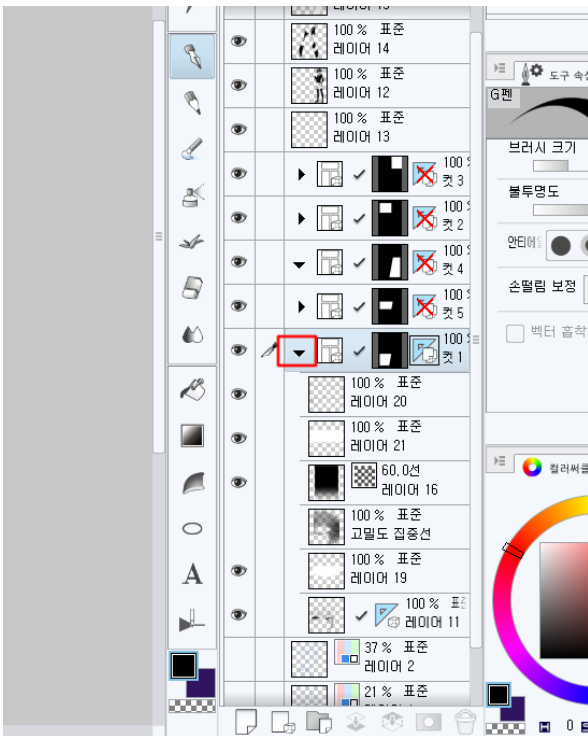 레이어 15
100 % 표준
레이어 14
100 % 표준
레이어 12
100 % 표준
레이어 13
100
컷 3
100
컷 2
100
컷 4
100
컷 5
100
컷 1
100 % 표준
레이어 20
100 % 표준
레이어 21
60.0선
레이어 16
100 % 표준
고밀도 집중선
100 % 표준
레이어 19
100 % 표준
레이어 11
37 % 표준
레이어 2
21 % 표준
A
도구 속성
G펜
브러시 크기
불투명도
안티에
손떨림 보정
벡터 흡착
컬러써클
0